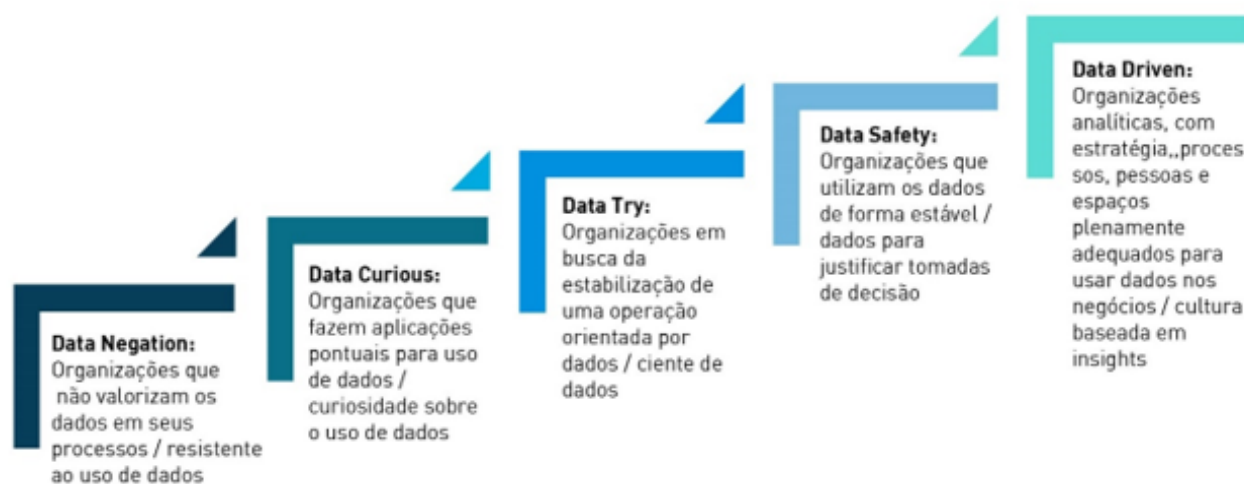 Data Negation:
Organizações que
não valorizam os
dados em seus
processos / resistente
ao uso de dados
Data Curious:
Organizações que
fazem aplicações
pontuais para uso
de dados /
curiosidade sobre
o uso de dados
Data Try:
Organizações em
busca da
estabilização de
uma operação
orientada por
dados / ciente de
dados
Data Safety:
Organizações que
utilizam os dados
de forma estável /
dados para
justificar tomadas
de decisão
Data Driven:
Organizações
analíticas, com
estratégia,,proces
sos, pessoas e
espaços
plenamente
adequados para
usar dados nos
negócios / cultura
baseada em
insights